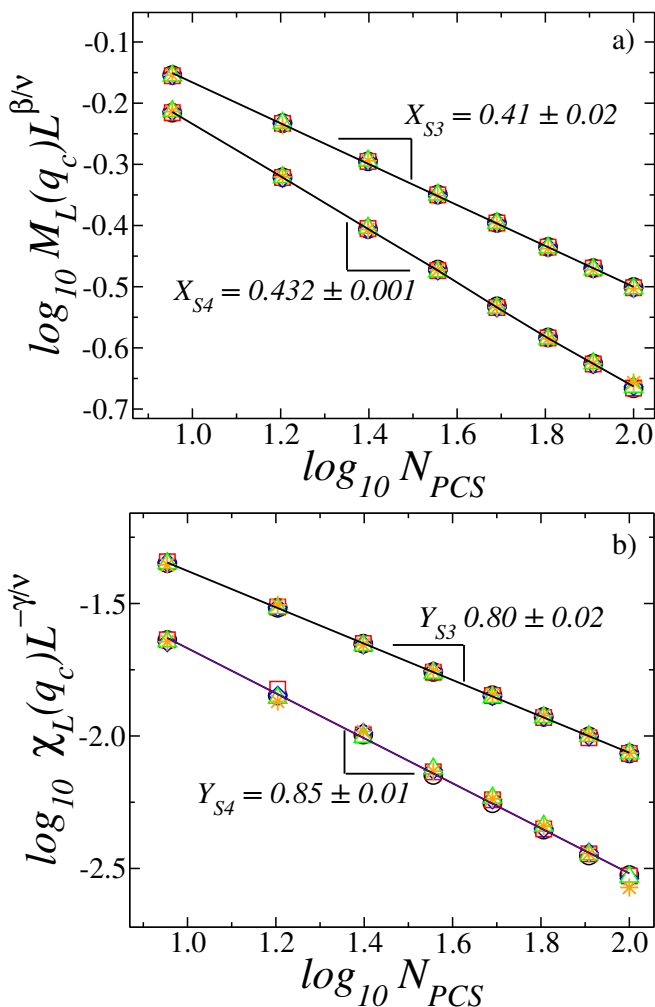 a)
log10 ML(qc)Lβ/ν
-0.1
-0.2
-0.3
-0.4
-0.5
-0.6
-0.7
XS3 = 0.41 ± 0.02
XS4 = 0.432 ± 0.001
1.0 1.2 1.4 1.6 1.8 2.0
log10 NPCS
b)
log10 χL(qc)L−γ/ν
-1.5
-2.0
-2.5
YS3 0.80 ± 0.02
YS4 = 0.85 ± 0.01
1.0 1.2 1.4 1.6 1.8 2.0
log10 NPCS